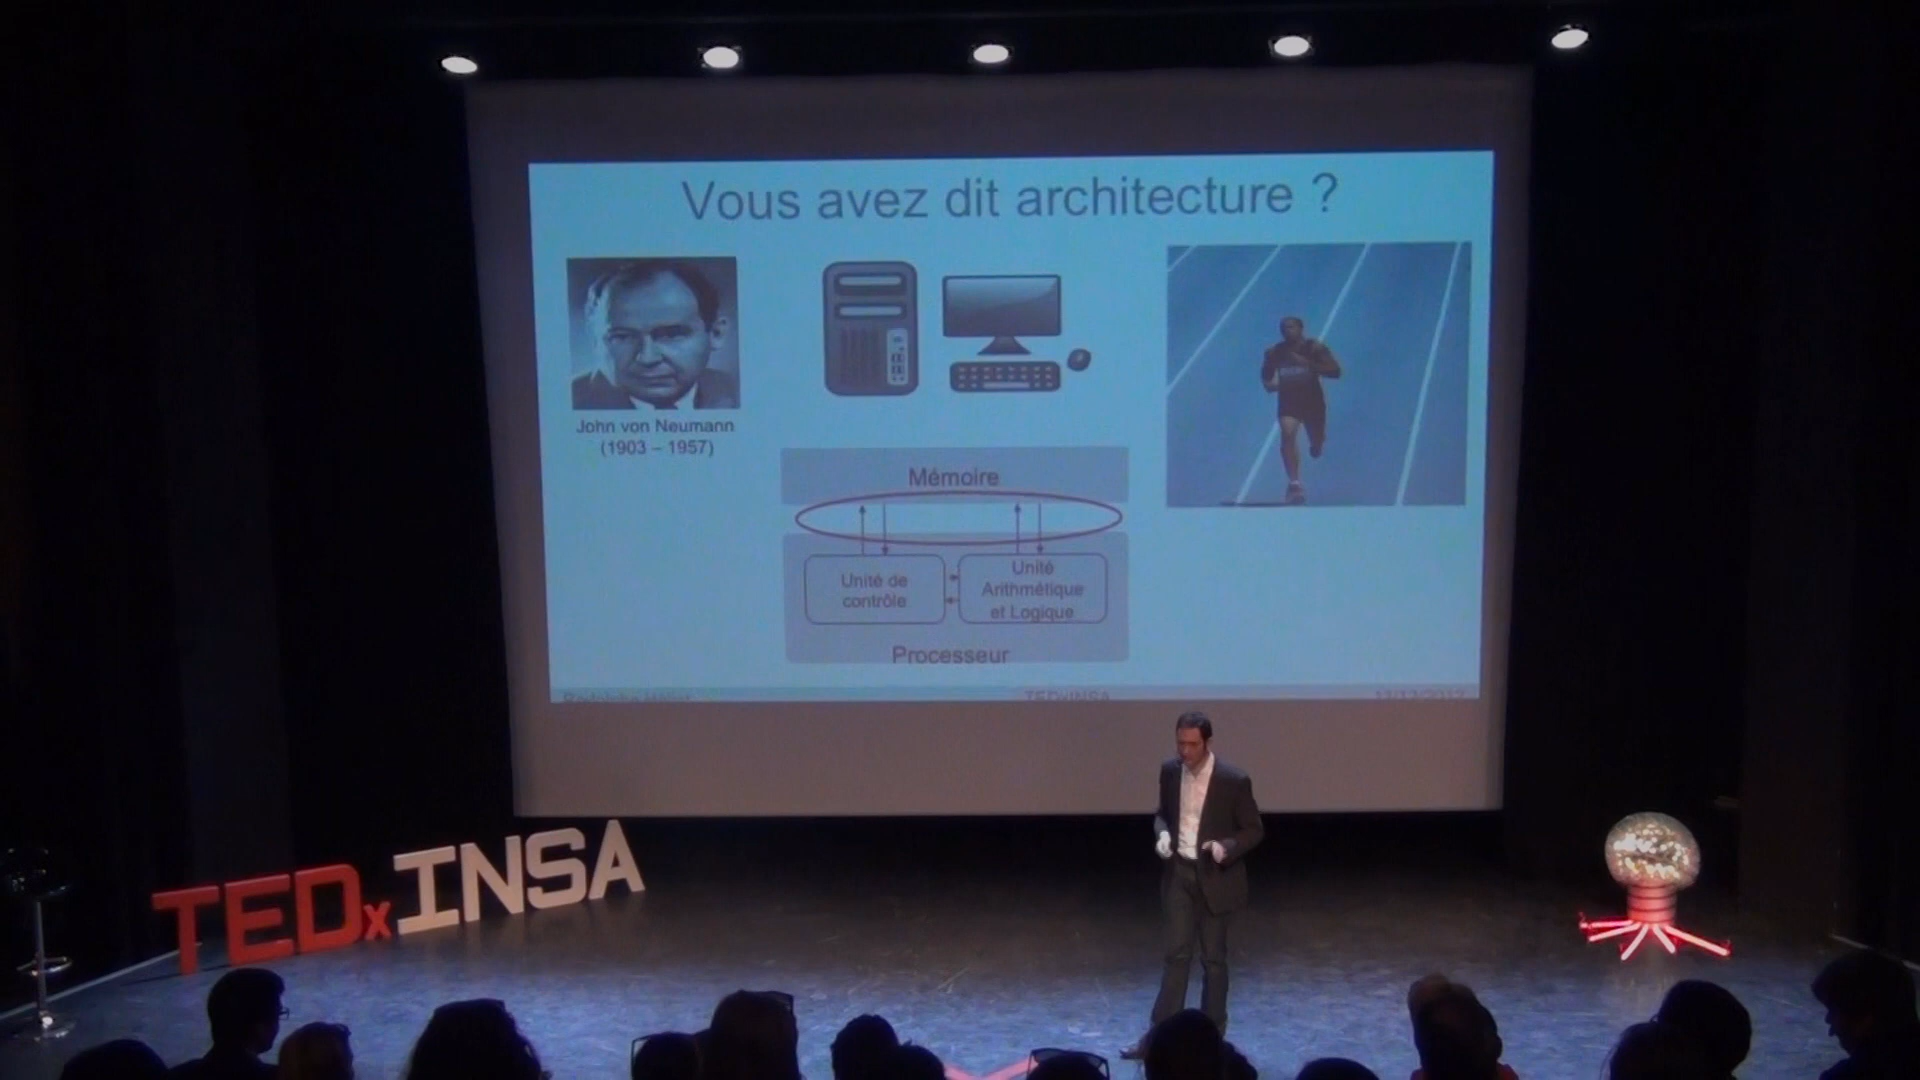 Vous avez dit architecture ?
John von Neumann
(1903 – 1957)
Mémoire
Unité de
contrôle
Unité
Arithmétique
et Logique
Processeur
TEDxINSA
TEDxINSA